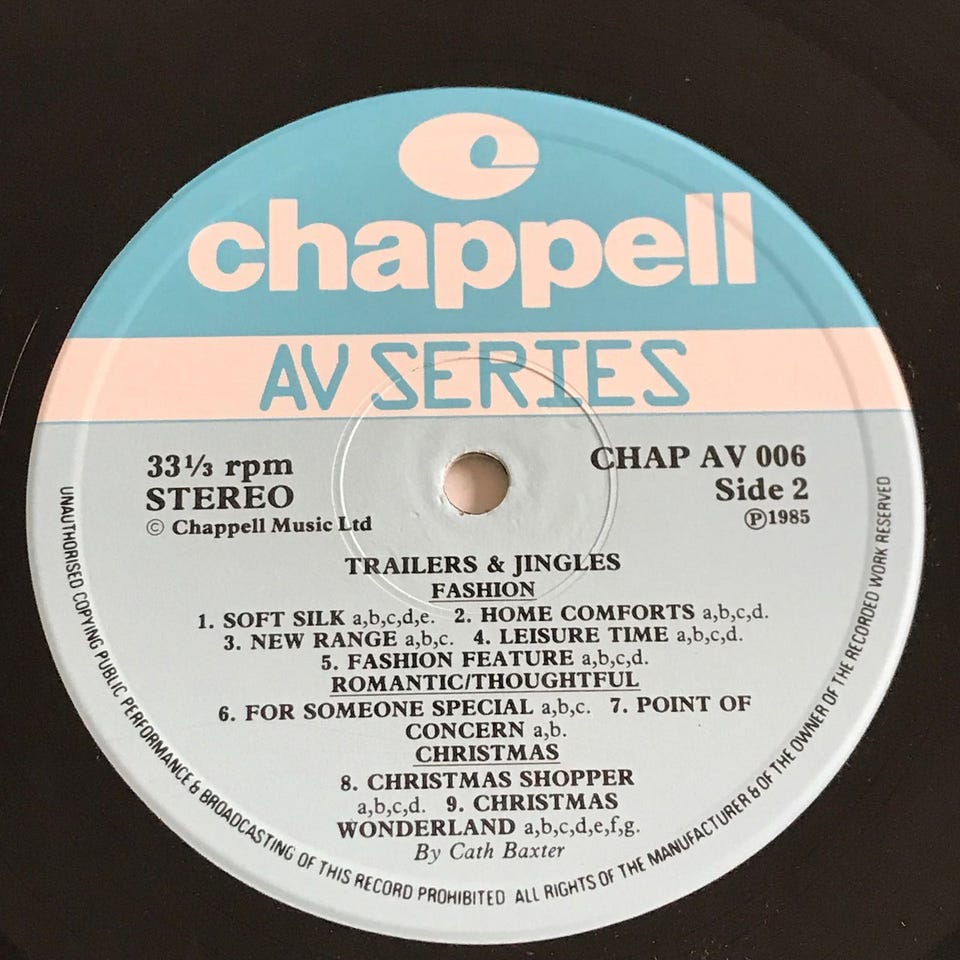 chappell
AV SERIES
33⅓ rpm
STEREO
© Chappell Music Ltd
CHAP AV 006
Side 2
℗1985
TRAILERS & JINGLES
FASHION
1. SOFT SILK a,b,c,d,e. 2. HOME COMFORTS a,b,c,d.
3. NEW RANGE a,b,c. 4. LEISURE TIME a,b,c,d.
5. FASHION FEATURE a,b,c,d.
ROMANTIC/THOUGHTFUL
6. FOR SOMEONE SPECIAL a,b,c. 7. POINT OF
CONCERN a,b.
CHRISTMAS
8. CHRISTMAS SHOPPER
a,b,c,d. 9. CHRISTMAS
WONDERLAND a,b,c,d,e,f,g.
By Cath Baxter
UNAUTHORISED COPYING PUBLIC PERFORMANCE & BROADCASTING OF THIS RECORD PROHIBITED ALL RIGHTS OF THE MANUFACTURER & OF THE OWNER OF THE RECORDED WORK RESERVED